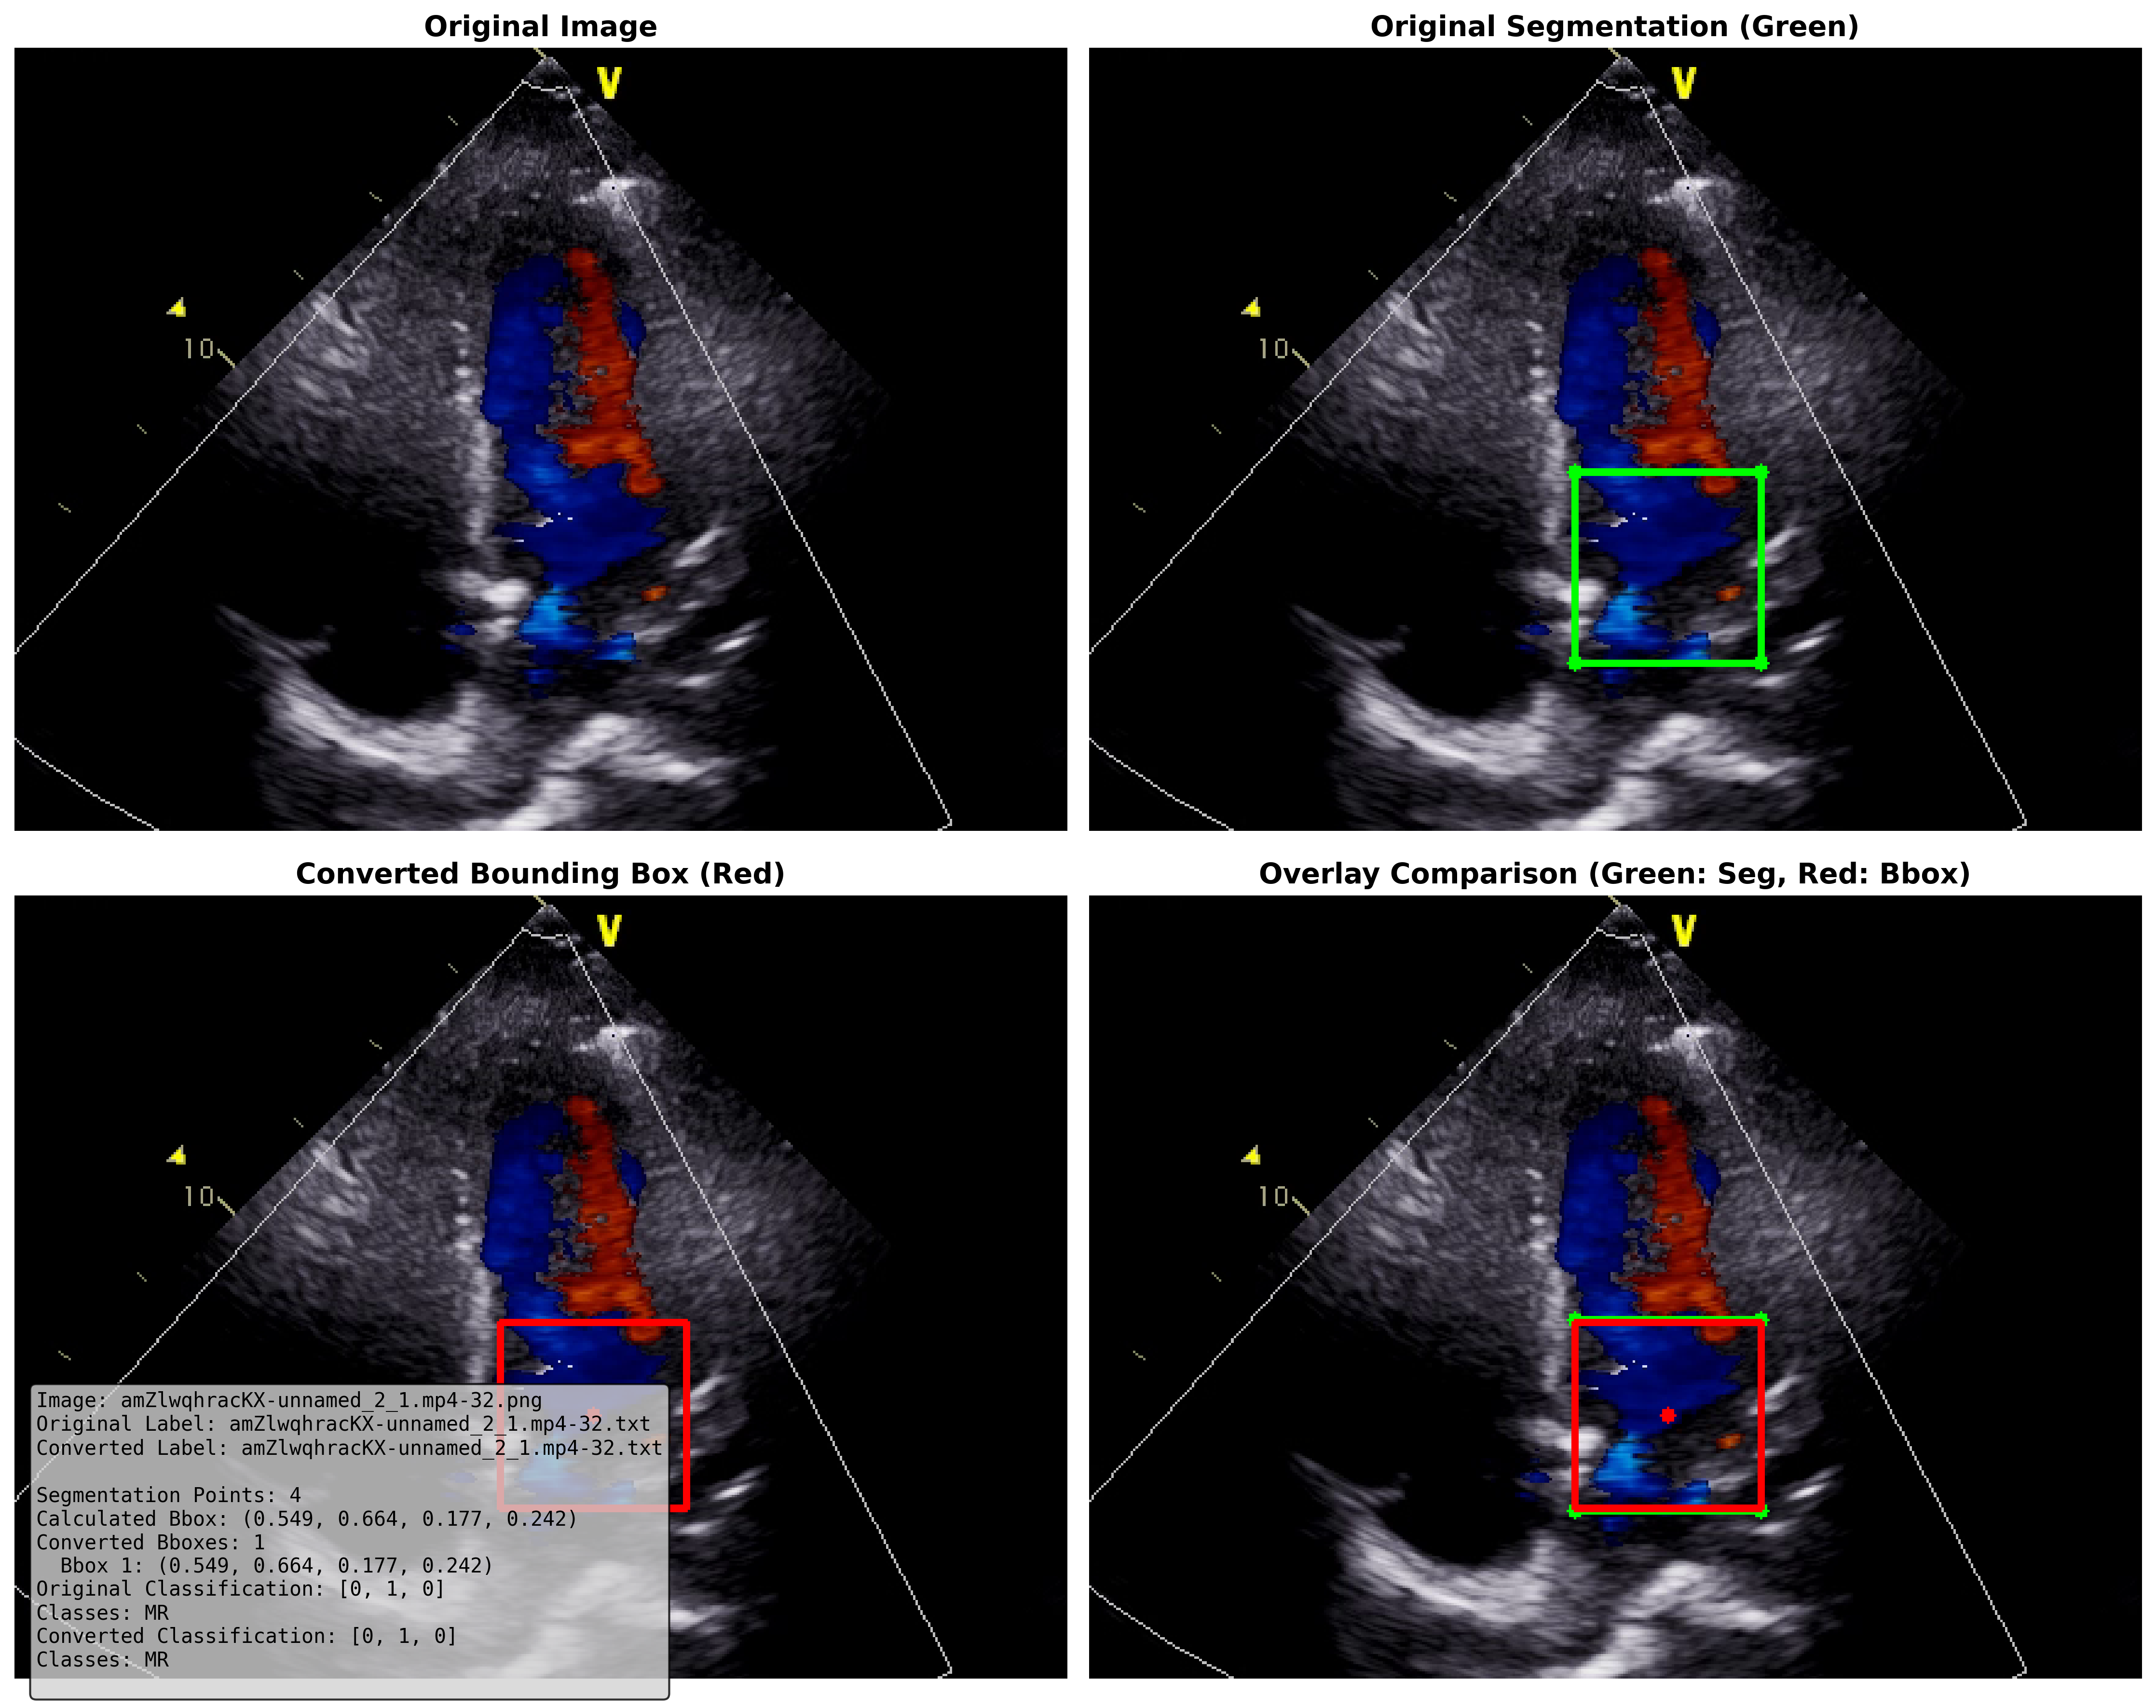 Original Image
Original Segmentation (Green)
V
10
V
10
Converted Bounding Box (Red)
Overlay Comparison (Green: Seg, Red: Bbox)
V
10
V
10
Image: amZlwqhracKX-unnamed_2_1.mp4-32.png
Original Label: amZlwqhracKX-unnamed_2_1.mp4-32.txt
Converted Label: amZlwqhracKX-unnamed_2_1.mp4-32.txt
Segmentation Points: 4
Calculated Bbox: (0.549, 0.664, 0.177, 0.242)
Converted Bboxes: 1
Bbox 1: (0.549, 0.664, 0.177, 0.242)
Original Classification: [0, 1, 0]
Classes: MR
Converted Classification: [0, 1, 0]
Classes: MR